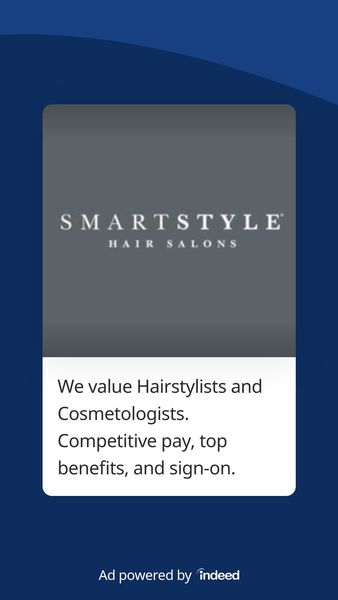 SMARTSTYLE®
HAIR SALONS
We value Hairstylists and
Cosmetologists.
Competitive pay, top
benefits, and sign-on.
Ad powered by indeed